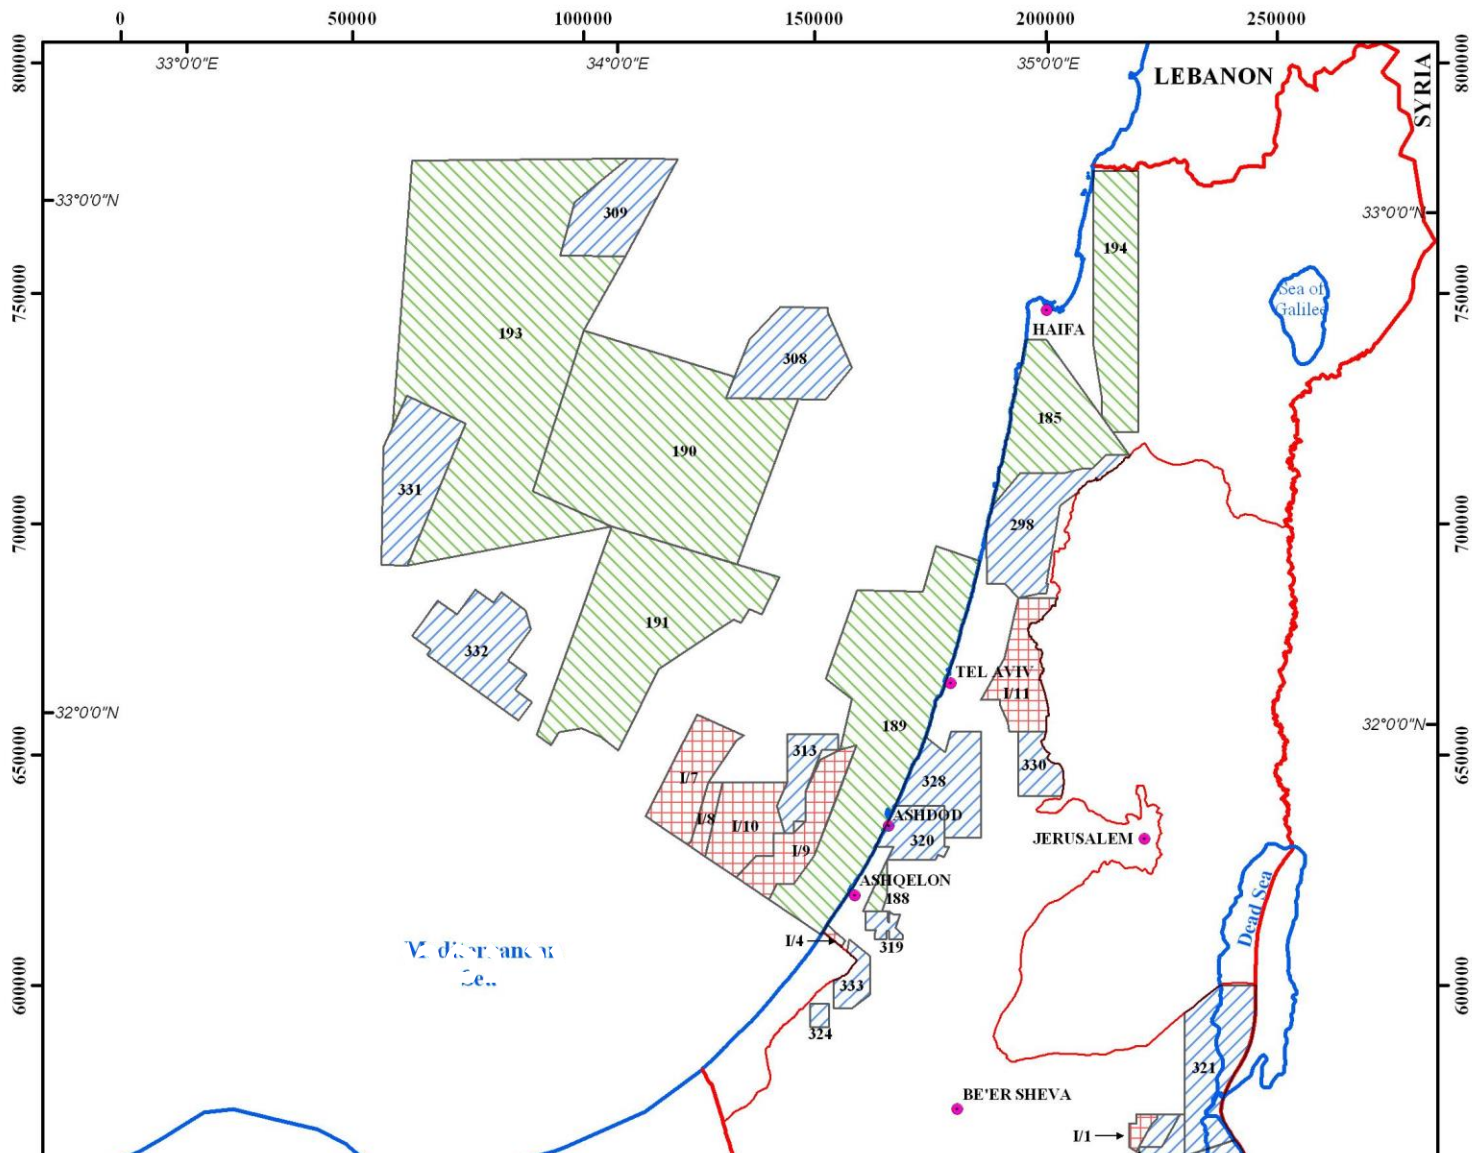 0 50000 100000 150000 200000 250000
33°0'0"E 34°0'0"E 35°0'0"E
800000 800000
LEBANON
SYRIA
33°0'0"N 33°0'0"N
309
194
193
750000 750000
Sea of
Galilee
HAIFA
308
185
190
331
298
700000 700000
191
332
TEL AVIV
I/11
32°0'0"N 32°0'0"N
189
313
650000 650000
330
I/7
328
I/8
I/10
ASHDOD
320
JERUSALEM
I/9
ASHQELON
188
Dead Sea
I/4
319
333
600000 600000
324
321
BE'ER SHEVA
I/1